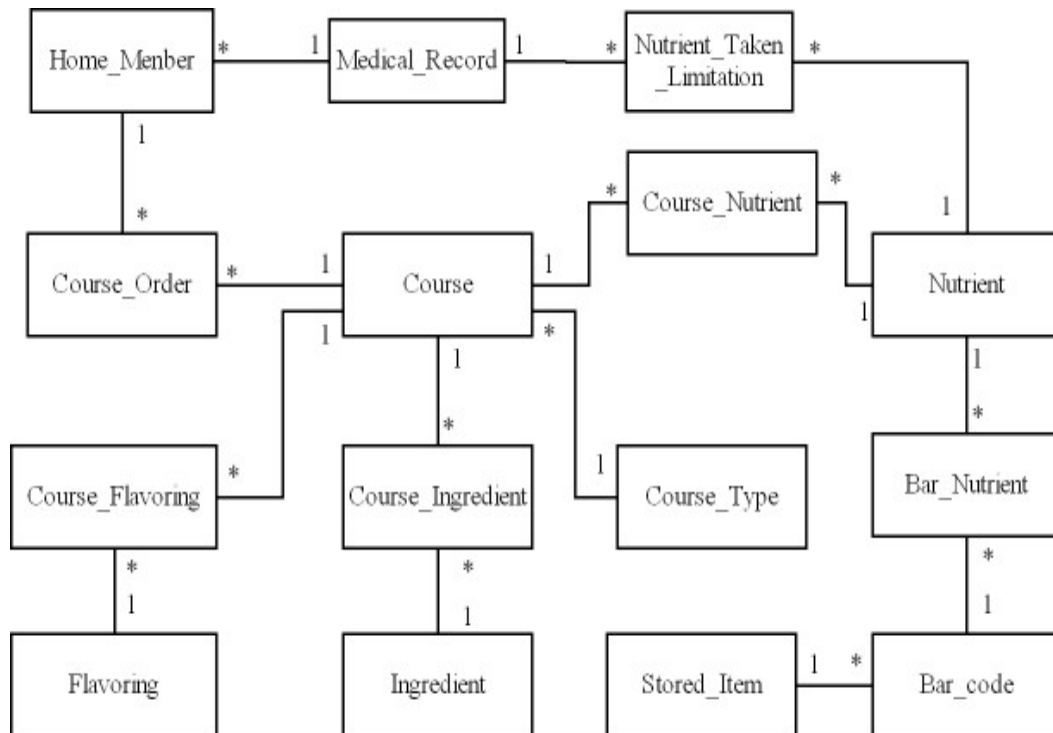 Home_Menber
* 1
Medical_Record
1 *
Nutrient_Taken
_Limitation
*
1
*
Course_Nutrient
* *
1
Course_Order
* 1
Course
1
Nutrient
1
1
1
*
1
*
1
*
Course_Flavoring
*
Course_Ingredient
1
Course_Type
Bar_Nutrient
*
1
*
1
*
1
Flavoring
Ingredient
Stored_Item
1 *
Bar_code